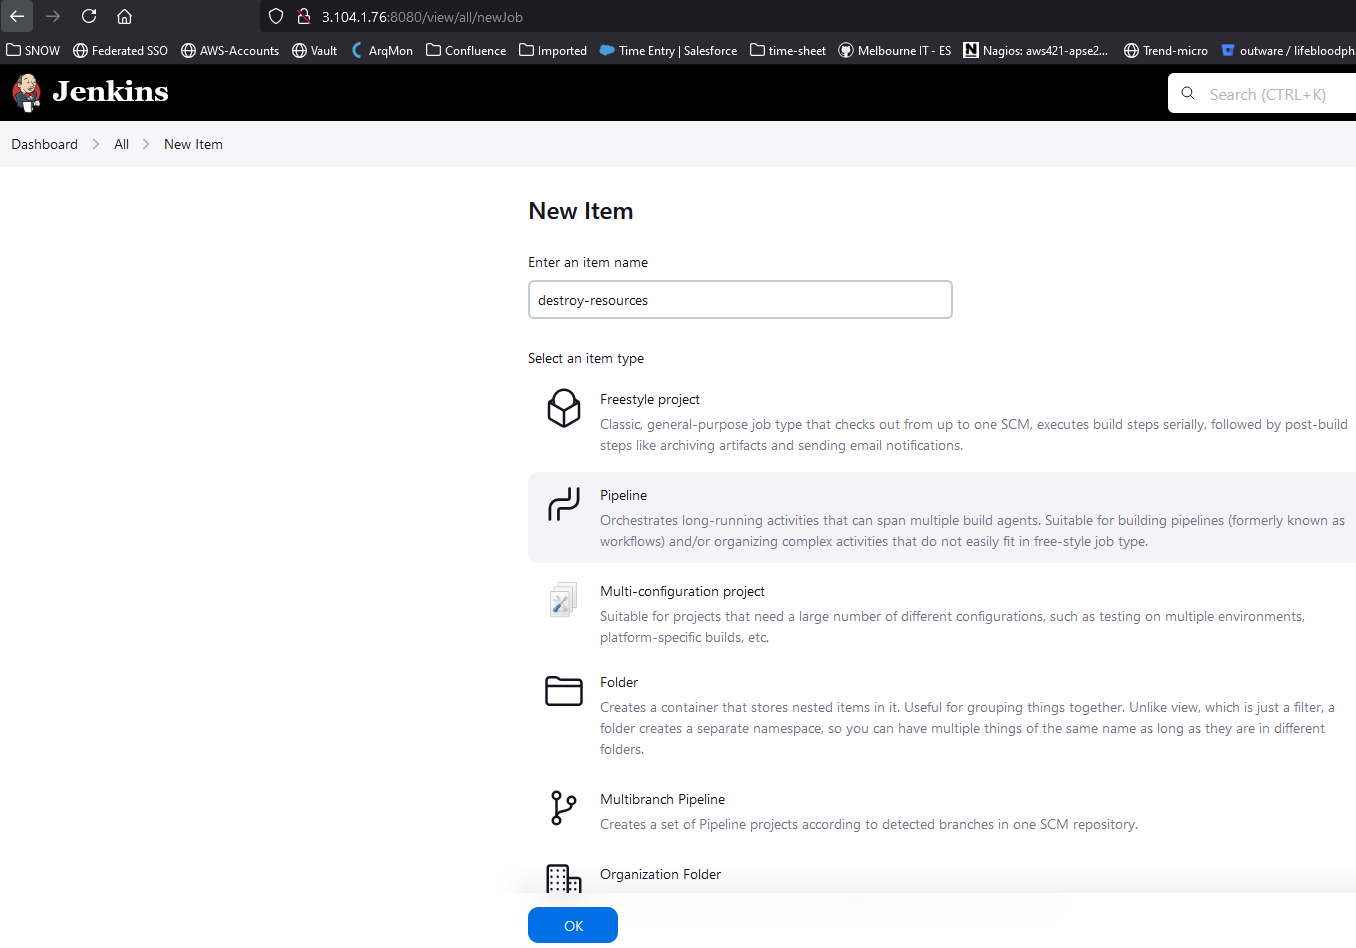 3.104.1.76:8080/view/all/newJob
SNOW Federated SSO AWS-Accounts Vault ArqMon Confluence Imported Time Entry | Salesforce time-sheet Melbourne IT - ES Nagios: aws421-apse2... Trend-micro outware / lifebloodph
Jenkins
Search (CTRL+K)
Dashboard All New Item
New Item
Enter an item name
destroy-resources
Select an item type
Freestyle project
Classic, general-purpose job type that checks out from up to one SCM, executes build steps serially, followed by post-build
steps like archiving artifacts and sending email notifications.
Pipeline
Orchestrates long-running activities that can span multiple build agents. Suitable for building pipelines (formerly known as
workflows) and/or organizing complex activities that do not easily fit in free-style job type.
Multi-configuration project
Suitable for projects that need a large number of different configurations, such as testing on multiple environments,
platform-specific builds, etc.
Folder
Creates a container that stores nested items in it. Useful for grouping things together. Unlike view, which is just a filter, a
folder creates a separate namespace, so you can have multiple things of the same name as long as they are in different
folders.
Multibranch Pipeline
Creates a set of Pipeline projects according to detected branches in one SCM repository.
Organization Folder
OK